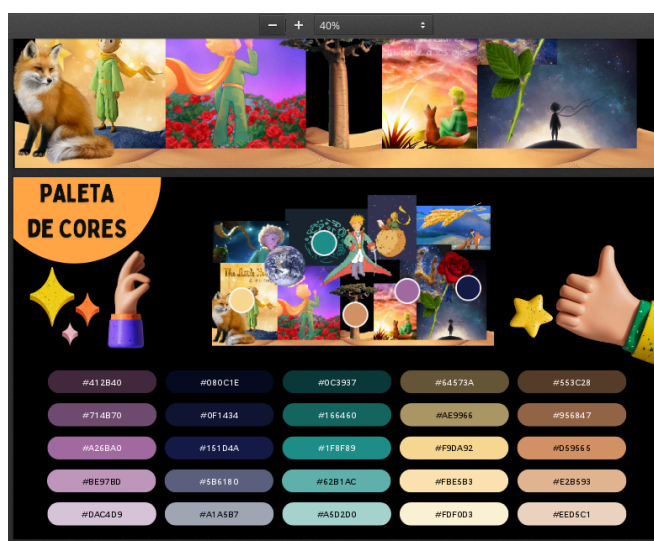 40%
PALETA
DE CORES
#412B40
#080C1E
#0C3937
#64573A
#553C28
#714B70
#0F1434
#166460
#AE9966
#956847
#A26BA0
#151D4A
#1F8F89
#F9DA92
#D59565
#BE97BD
#5B6180
#62B1AC
#FBE5B3
#E2B593
#DAC4D9
#A1A5B7
#A5D2D0
#FDF0D3
#EED5C1